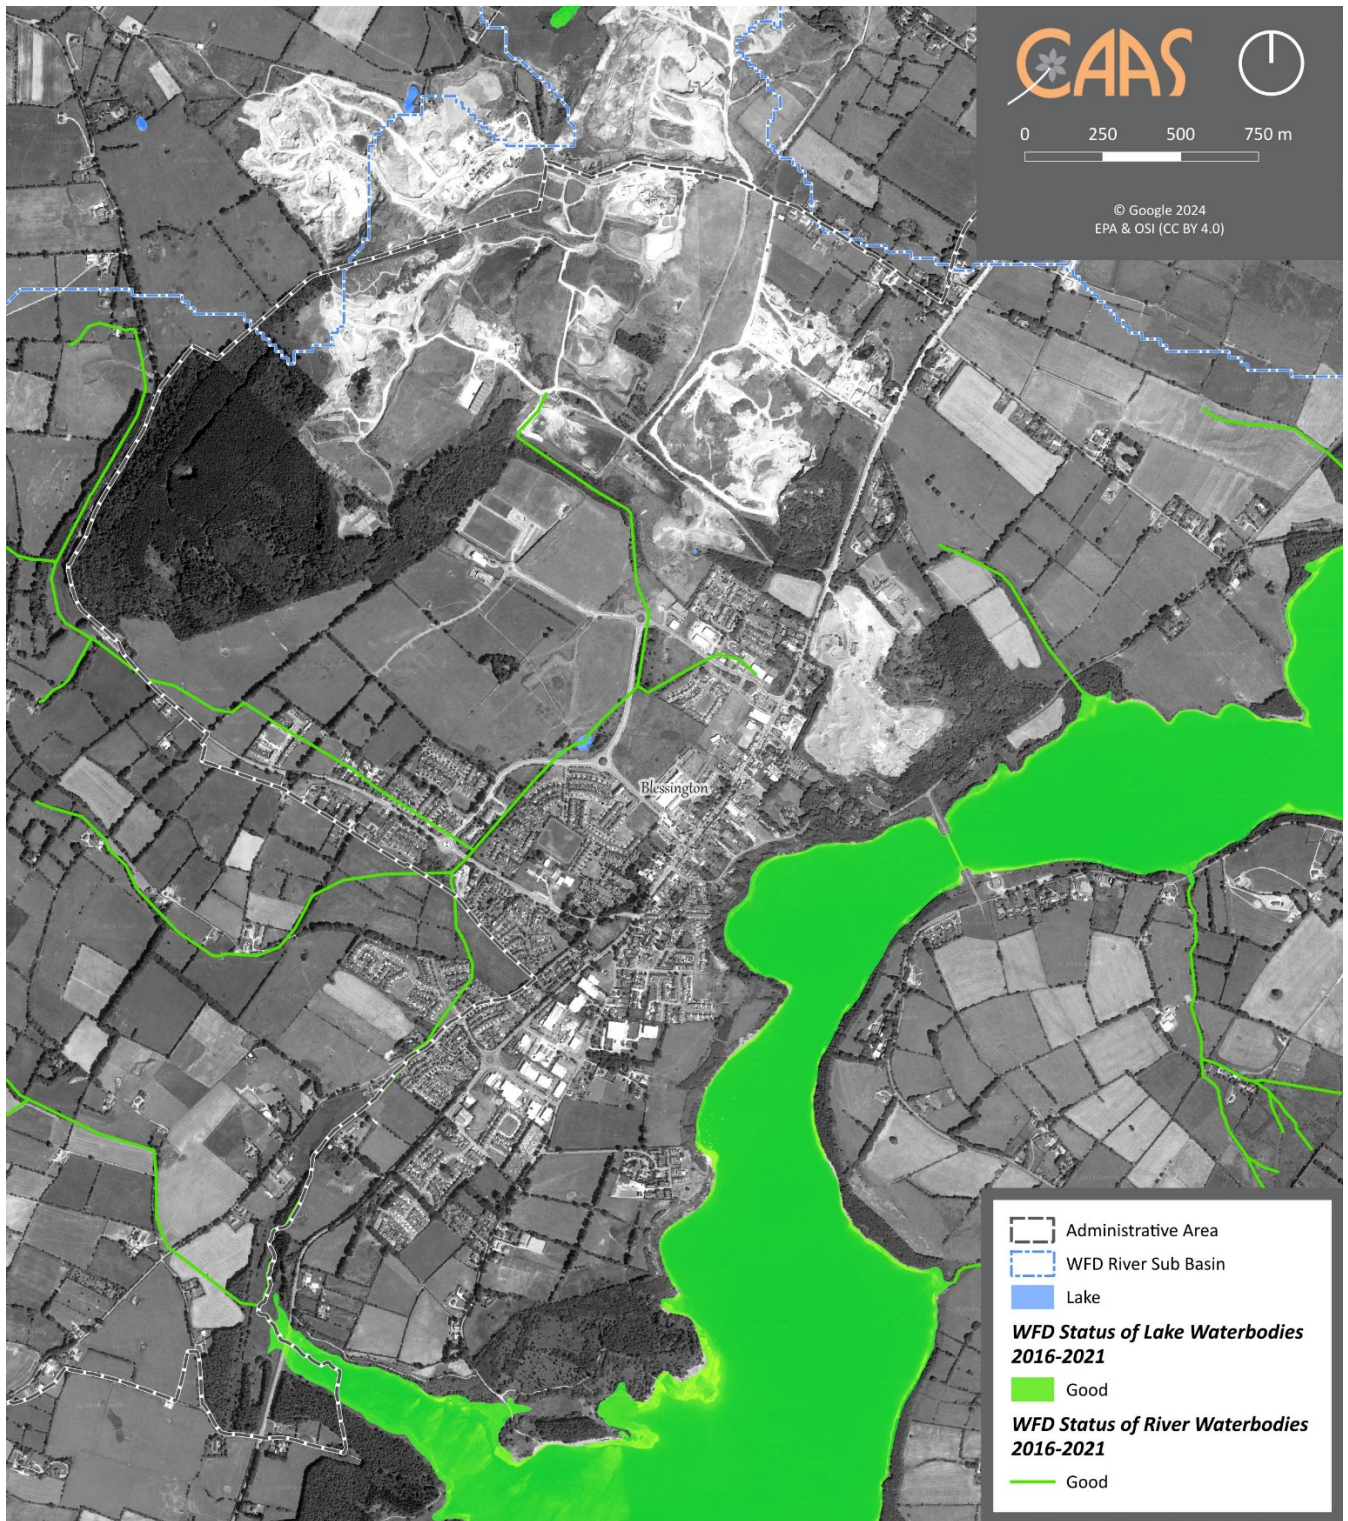 CAAS
0 250 500 750 m
© Google 2024
EPA & OSI (CC BY 4.0)
Blessington
Administrative Area
WFD River Sub Basin
Lake
WFD Status of Lake Waterbodies
2016-2021
Good
WFD Status of River Waterbodies
2016-2021
Good